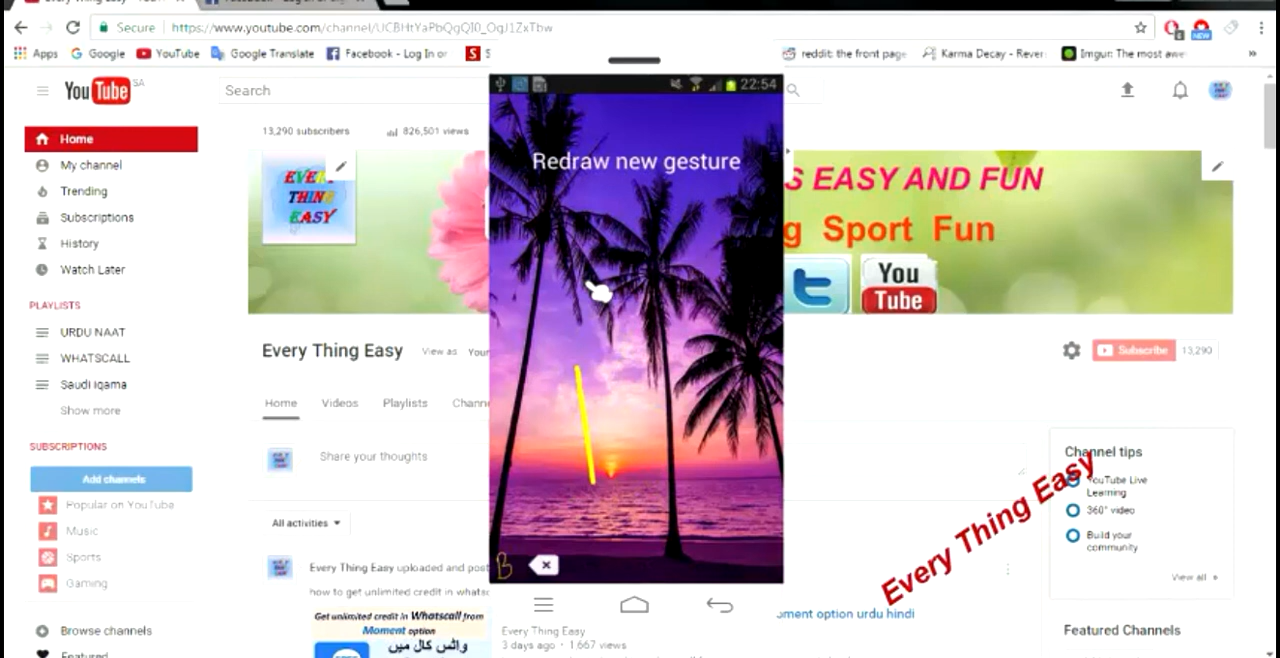 Secure https://www.youtube.com/channel/UCBHtYaPbQgQI0_OgJ1ZxTbw
NEW
Apps Google YouTube Google Translate Facebook - Log In or S reddit: the front page Karma Decay - Rever Imgur: The most awe »
YouTube SA
Search
22:54
Home
My channel
Trending
Subscriptions
History
Watch Later
PLAYLISTS
URDU NAAT
WHATSCALL
Saudi iqama
Show more
SUBSCRIPTIONS
Add channels
Popular on YouTube
Music
Sports
Gaming
Browse channels
13,290 subscribers 826,501 views
EVERY
THING
EASY
Redraw new gesture
S EASY AND FUN
g Sport Fun
You
Tube
Every Thing Easy View as Your
Subscribe 13,290
Home Videos Playlists Chann
Share your thoughts
All activities
Every Thing Easy uploaded and post
how to get unlimited credit in whatsc
Get unlimited credit in Whatscall from
Moment option
واٹس کال میں
B
oment option urdu hindi
Every Thing Easy
3 days ago · 1,667 views
Channel tips
YouTube Live
Learning
360° video
Build your
community
View all »
Every Thing Easy
Featured Channels